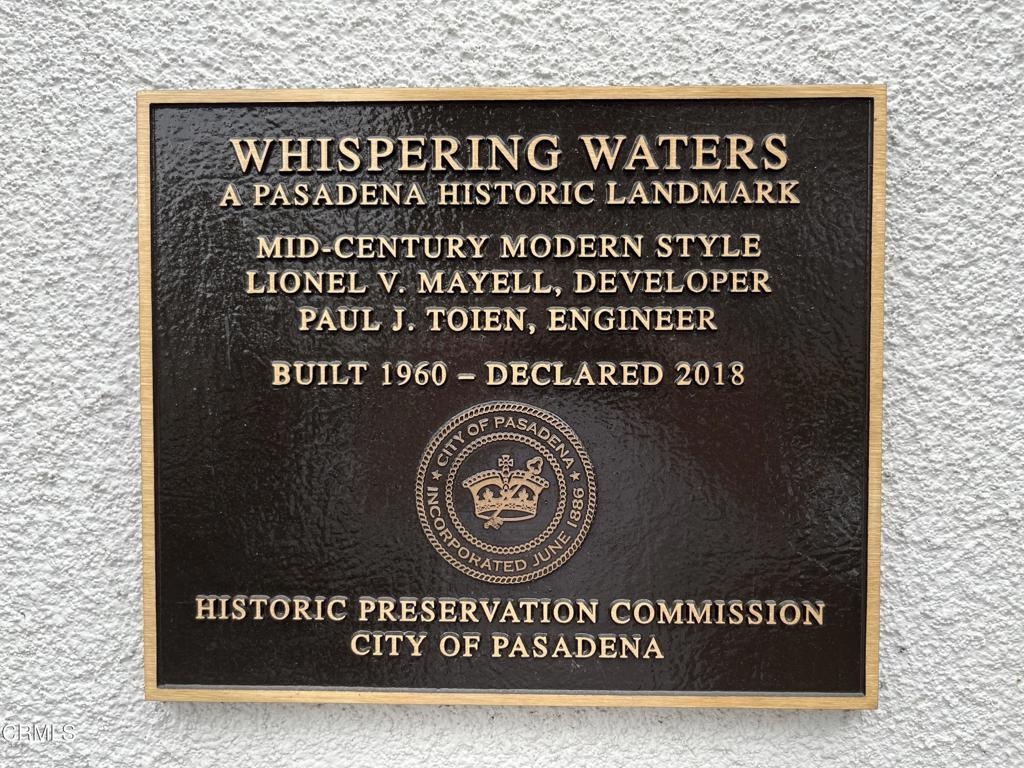 WHISPERING WATERS
A PASADENA HISTORIC LANDMARK
MID-CENTURY MODERN STYLE
LIONEL V. MAYELL, DEVELOPER
PAUL J. TOIEN, ENGINEER
BUILT 1960 – DECLARED 2018
★ CITY OF PASADENA ★
INCORPORATED JUNE 1886
HISTORIC PRESERVATION COMMISSION
CITY OF PASADENA
CRMLS